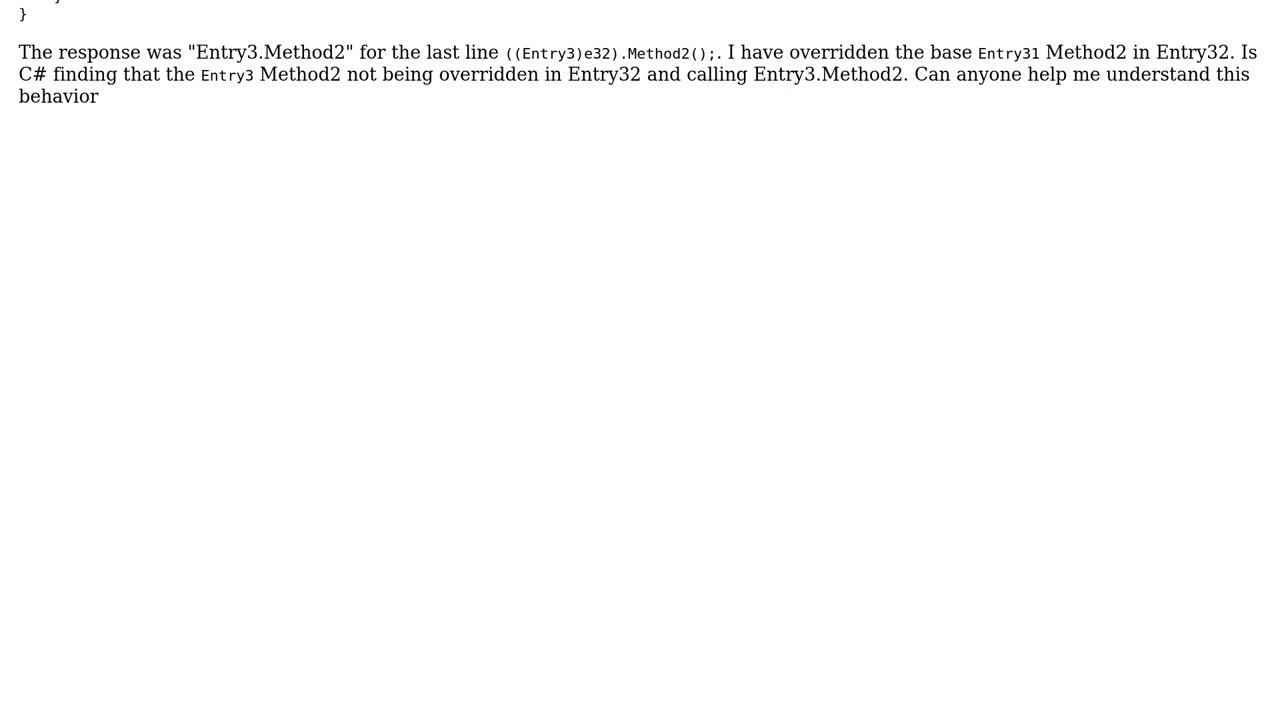 }
The response was "Entry3.Method2" for the last line ((Entry3)e32).Method2();. I have overridden the base Entry31 Method2 in Entry32. Is
C# finding that the Entry3 Method2 not being overridden in Entry32 and calling Entry3.Method2. Can anyone help me understand this
behavior